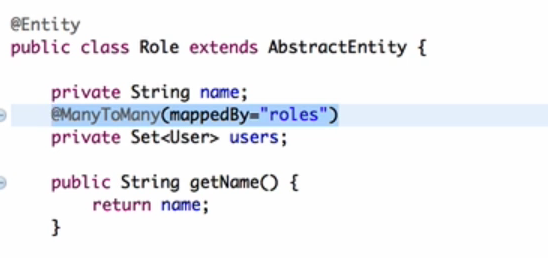 @Entity
public class Role extends AbstractEntity {
private String name;
@ManyToMany(mappedBy="roles")
private Set<User> users;
public String getName() {
return name;
}